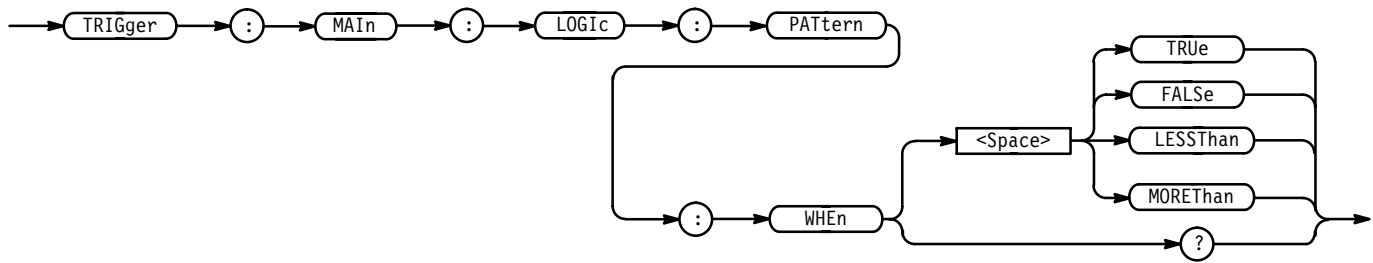 TRIGger : MAIn : LOGIc : PATtern
: WHEn <Space> TRUe
FALSe
LESSThan
MOREThan
?